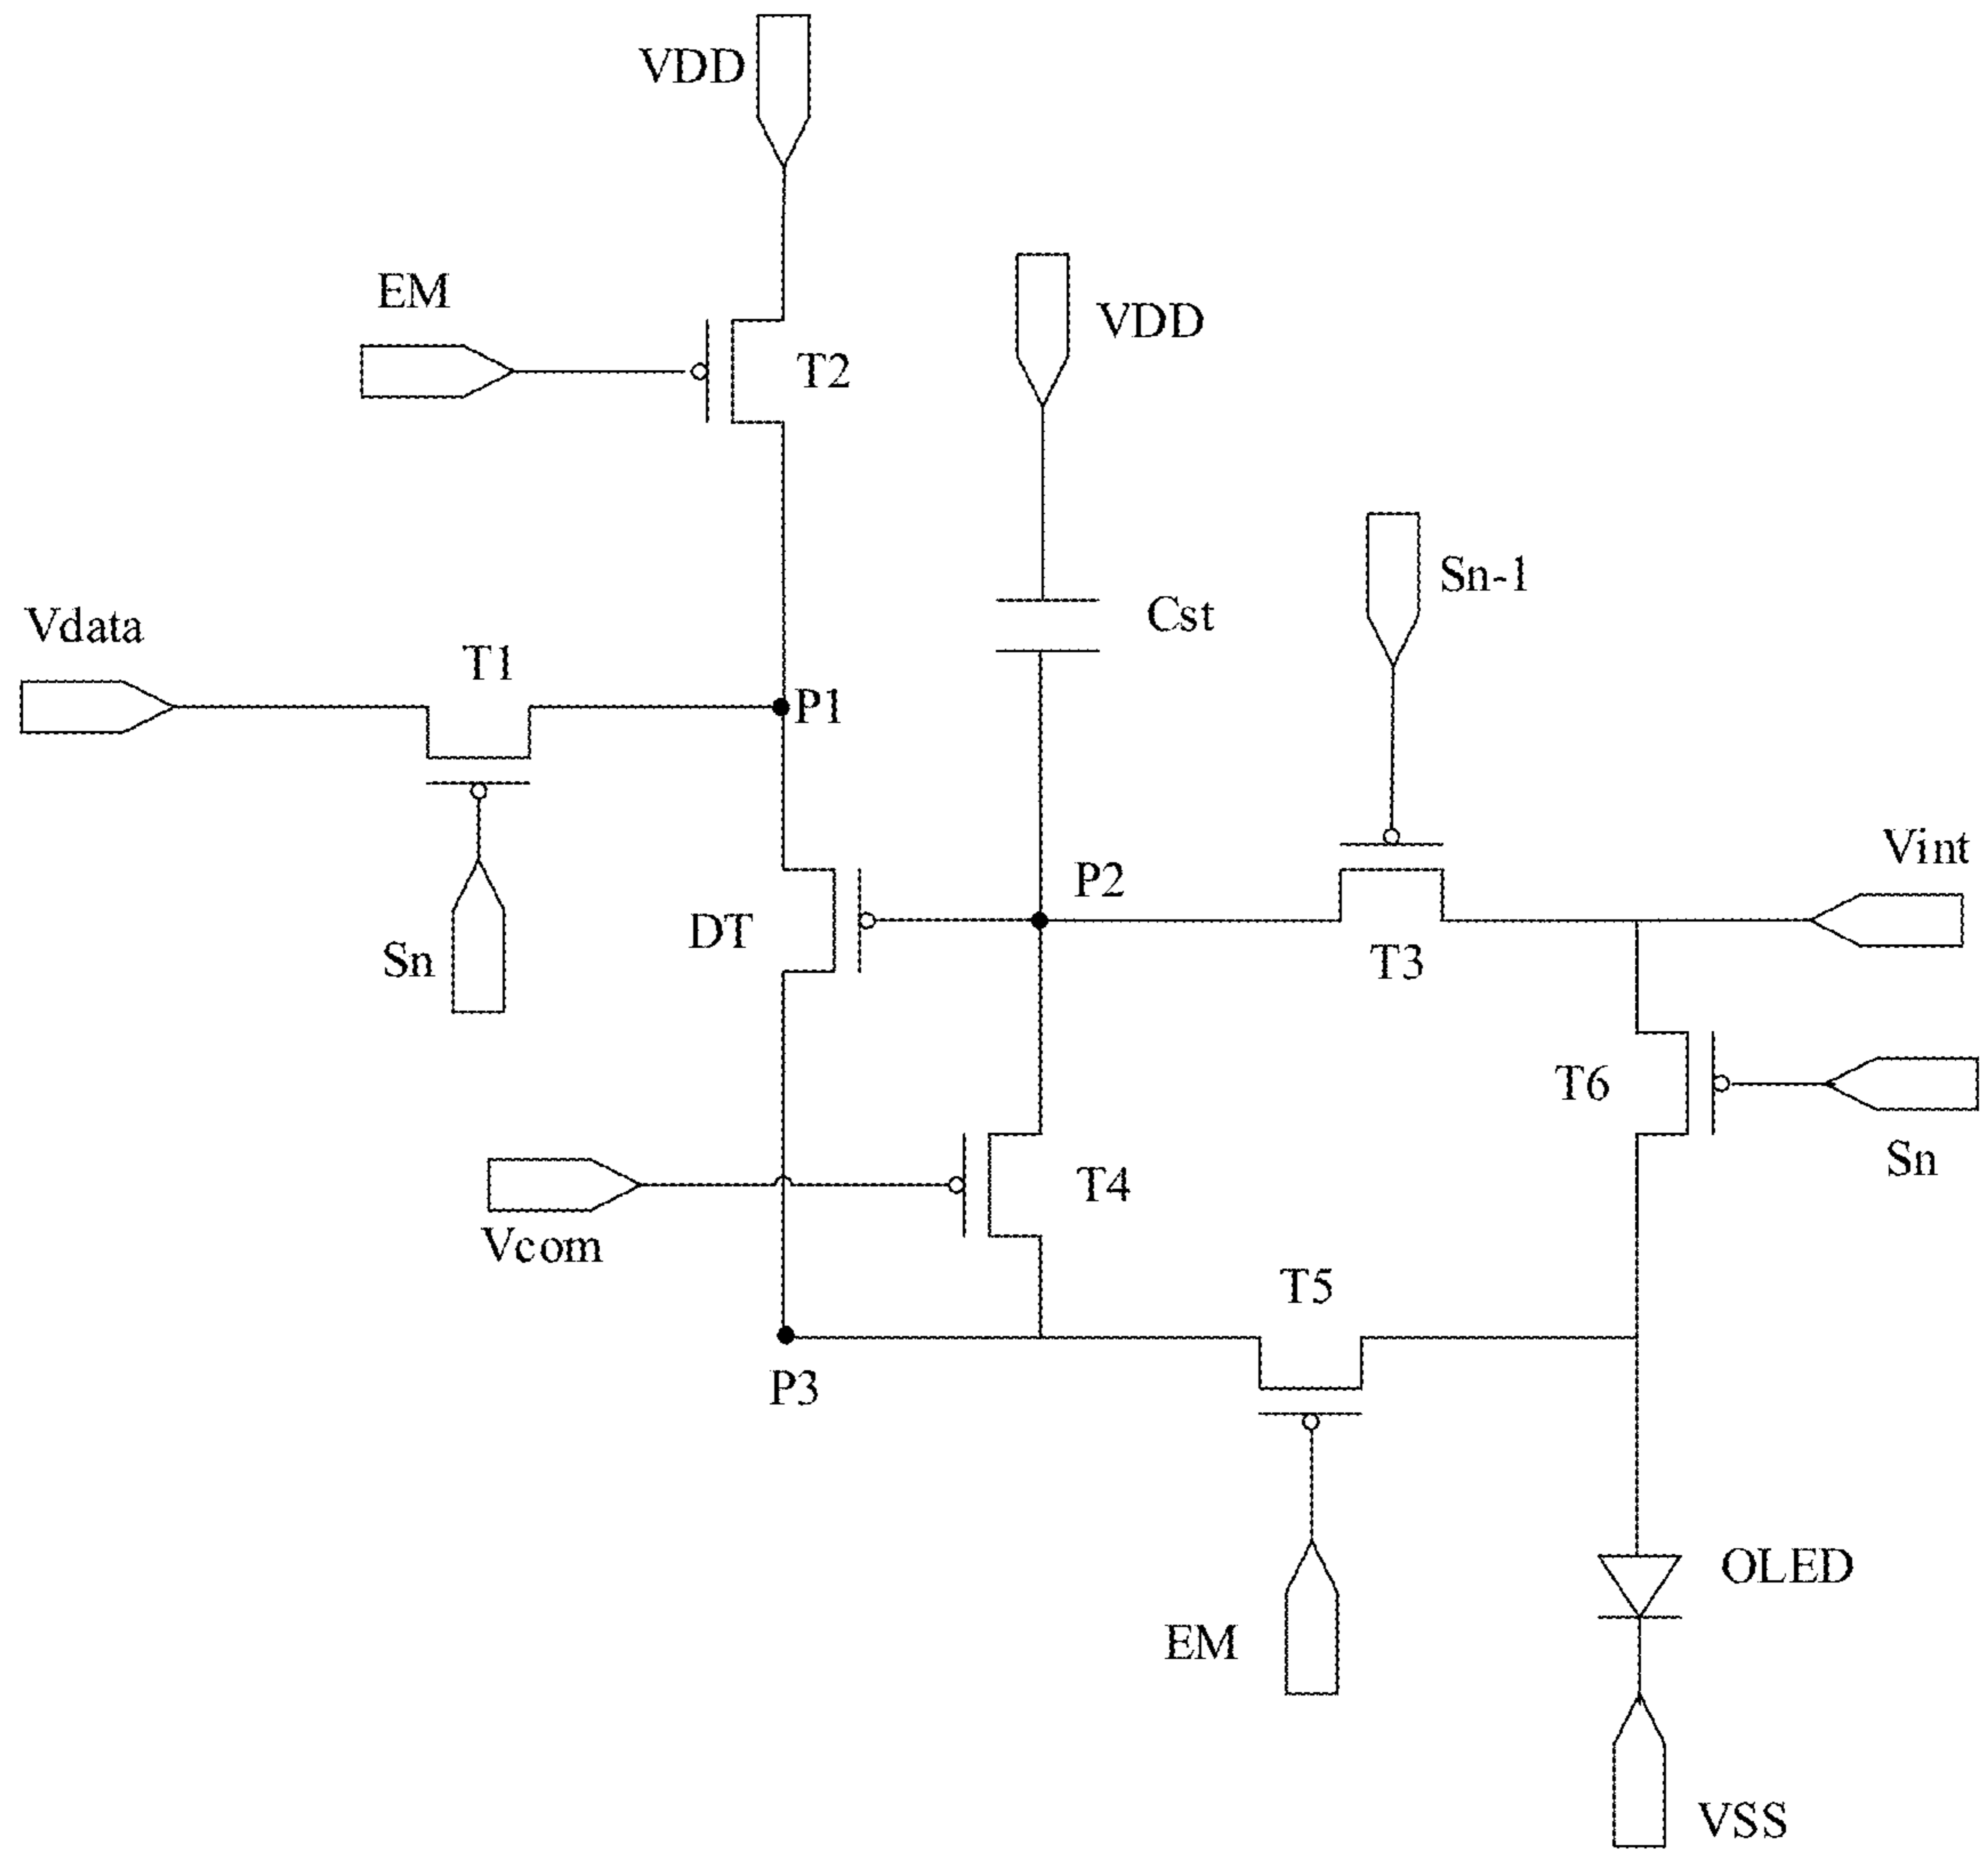 VDD
EM
VDD
T2
Sn-1
Cst
Vdata
T1
P1
Vint
P2
DT
Sn
T3
T6
Sn
T4
Vcom
T5
P3
OLED
EM
VSS